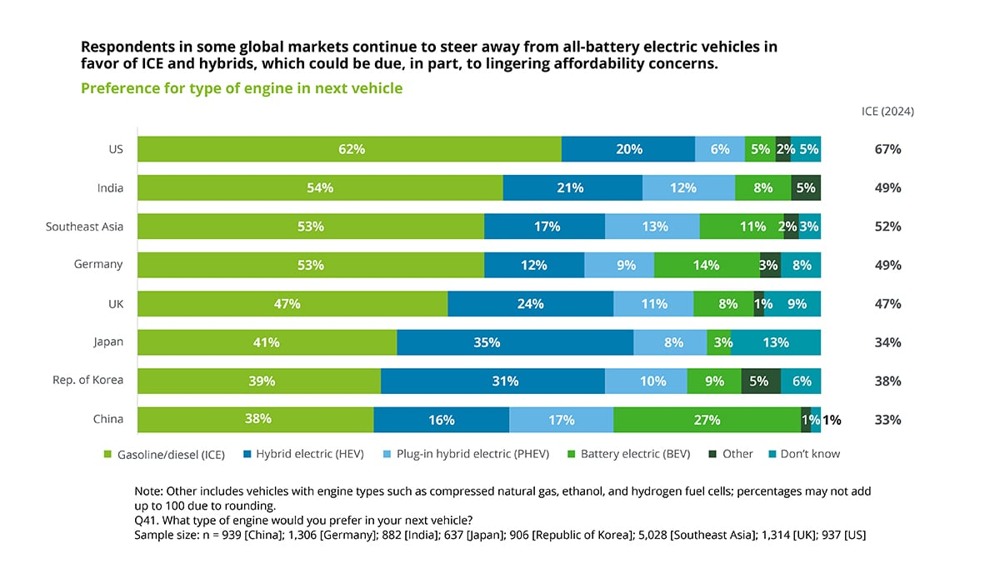 Respondents in some global markets continue to steer away from all-battery electric vehicles in
favor of ICE and hybrids, which could be due, in part, to lingering affordability concerns.
Preference for type of engine in next vehicle
ICE (2024)
US 62% 20% 6% 5% 2% 5% 67%
India 54% 21% 12% 8% 5% 49%
Southeast Asia 53% 17% 13% 11% 2% 3% 52%
Germany 53% 12% 9% 14% 3% 8% 49%
UK 47% 24% 11% 8% 1% 9% 47%
Japan 41% 35% 8% 3% 13% 34%
Rep. of Korea 39% 31% 10% 9% 5% 6% 38%
China 38% 16% 17% 27% 1% 1% 33%
Gasoline/diesel (ICE) Hybrid electric (HEV) Plug-in hybrid electric (PHEV) Battery electric (BEV) Other Don't know
Note: Other includes vehicles with engine types such as compressed natural gas, ethanol, and hydrogen fuel cells; percentages may not add
up to 100 due to rounding.
Q41. What type of engine would you prefer in your next vehicle?
Sample size: n = 939 [China]; 1,306 [Germany]; 882 [India]; 637 [Japan]; 906 [Republic of Korea]; 5,028 [Southeast Asia]; 1,314 [UK]; 937 [US]